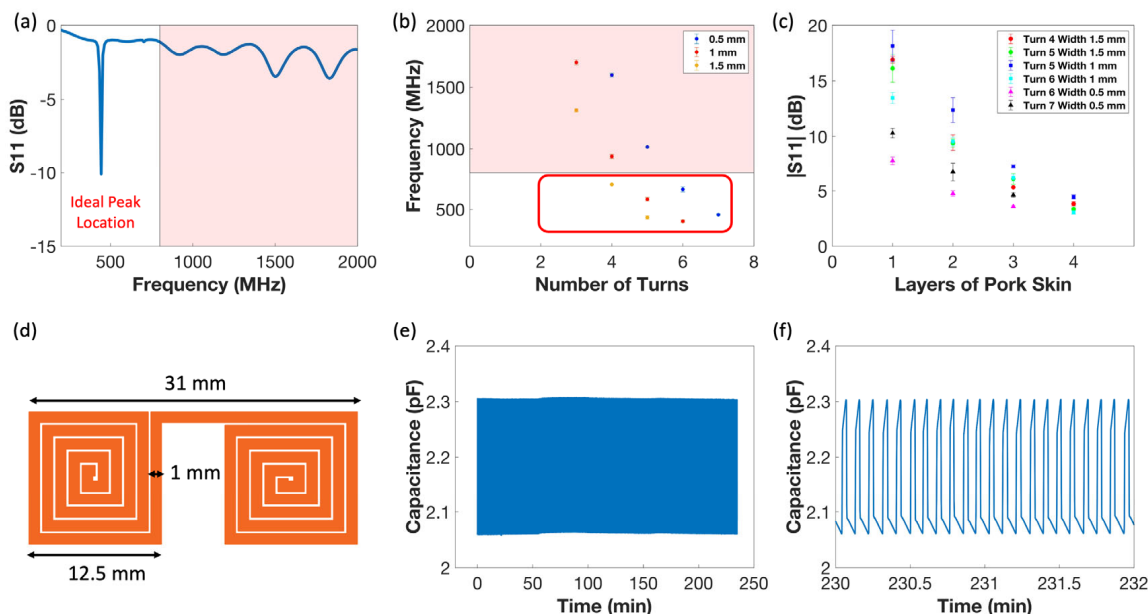 (a)
0
-5
-10
-15
S11 (dB)
Ideal Peak
Location
500
1000
1500
2000
Frequency (MHz)
(b)
2000
1500
1000
500
Frequency (MHz)
0.5 mm
1 mm
1.5 mm
0
2
4
6
8
Number of Turns
(c)
20
15
10
5
0
|S11| (dB)
Turn 4 Width 1.5 mm
Turn 5 Width 1.5 mm
Turn 5 Width 1 mm
Turn 6 Width 1 mm
Turn 6 Width 0.5 mm
Turn 7 Width 0.5 mm
0
1
2
3
4
Layers of Pork Skin
(d)
31 mm
1 mm
12.5 mm
(e)
2.4
2.3
2.2
2.1
2
Capacitance (pF)
0
50
100
150
200
250
Time (min)
(f)
2.4
2.3
2.2
2.1
2
Capacitance (pF)
230
230.5
231
231.5
232
Time (min)